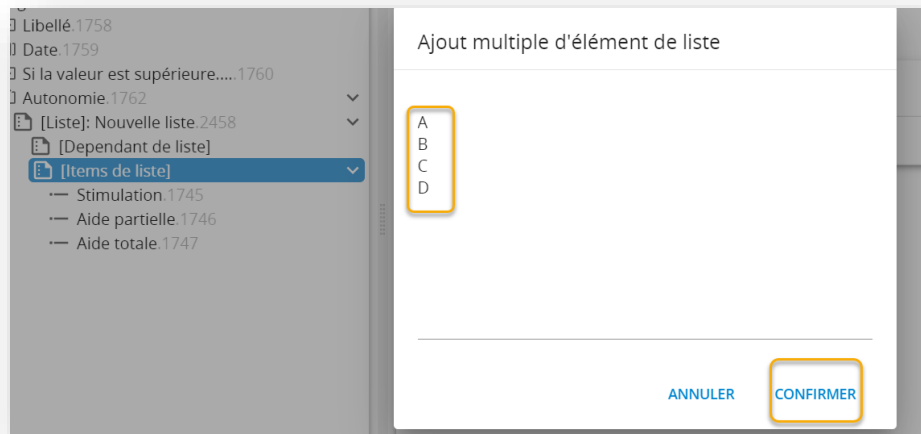 Libellé.1758
Date.1759
Si la valeur est supérieure.....1760
Autonomie.1762
[Liste]: Nouvelle liste.2458
[Dependant de liste]
[Items de liste]
Stimulation.1745
Aide partielle.1746
Aide totale.1747
Ajout multiple d'élément de liste
A
B
C
D
ANNULER
CONFIRMER